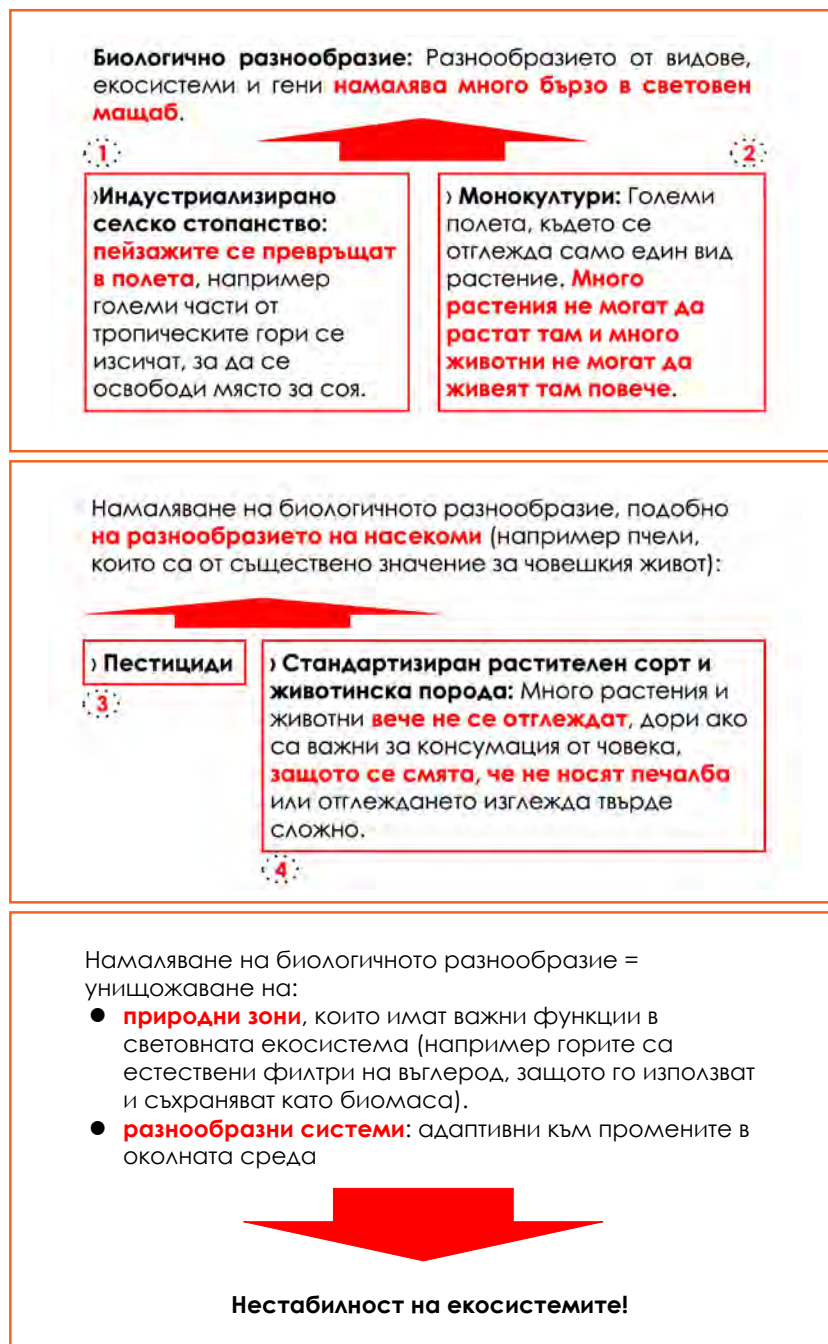 Биологично разнообразие: Разнообразието от видове,
екосистеми и гени намалява много бързо в световен
мащаб.
1
2
›Индустриализирано
селско стопанство:
пейзажите се превръщат
в полета, например
големи части от
тропическите гори се
изсичат, за да се
освободи място за соя.
› Монокултури: Големи
полета, където се
отглежда само един вид
растение. Много
растения не могат да
растат там и много
животни не могат да
живеят там повече.
Намаляване на биологичното разнообразие, подобно
на разнообразието на насекоми (например пчели,
които са от съществено значение за човешкия живот):
› Пестициди
3
› Стандартизиран растителен сорт и
животинска порода: Много растения и
животни вече не се отглеждат, дори ако
са важни за консумация от човека,
защото се смята, че не носят печалба
или отглеждането изглежда твърде
сложно.
4
Намаляване на биологичното разнообразие =
унищожаване на:
● природни зони, които имат важни функции в
световната екосистема (например горите са
естествени филтри на въглерод, защото го използват
и съхраняват като биомаса).
● разнообразни системи: адаптивни към промените в
околната среда
Нестабилност на екосистемите!